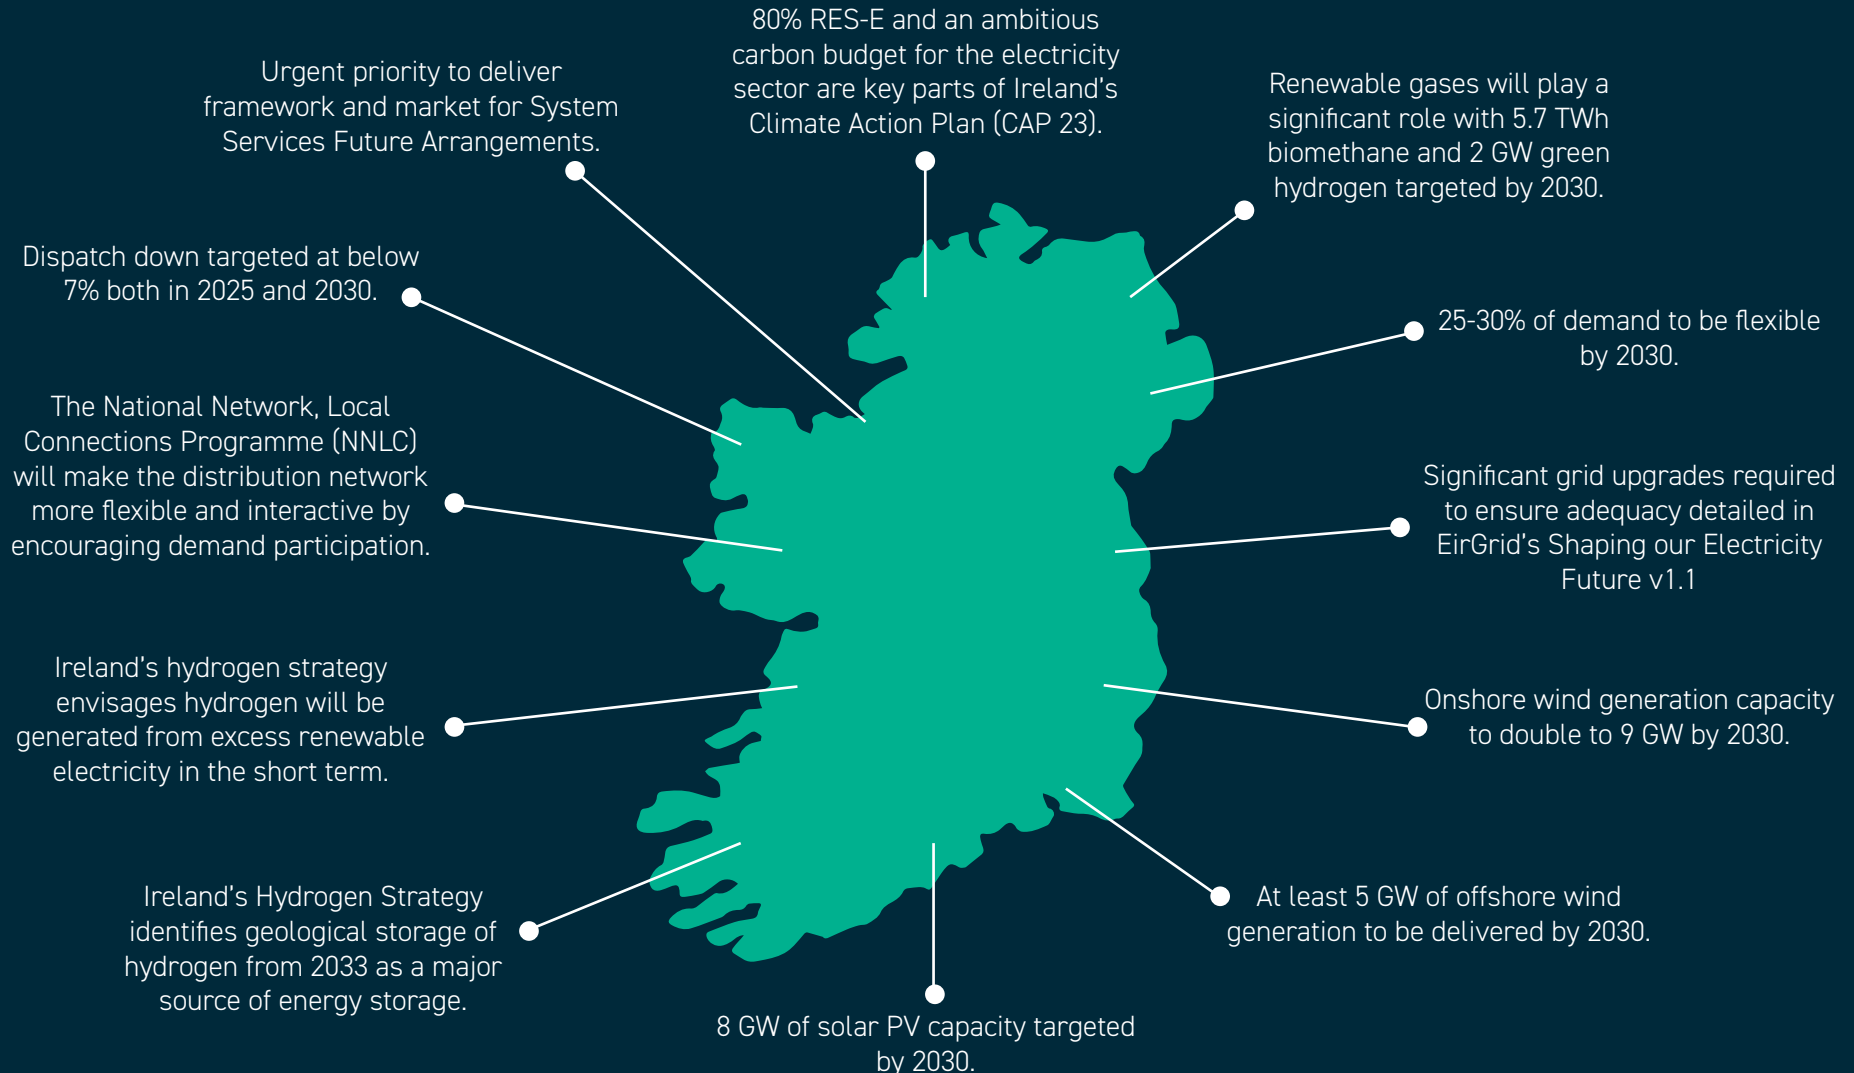 80% RES-E and an ambitious
carbon budget for the electricity
sector are key parts of Ireland's
Climate Action Plan (CAP 23).
Urgent priority to deliver
framework and market for System
Services Future Arrangements.
Renewable gases will play a
significant role with 5.7 TWh
biomethane and 2 GW green
hydrogen targeted by 2030.
Dispatch down targeted at below
7% both in 2025 and 2030.
25-30% of demand to be flexible
by 2030.
The National Network, Local
Connections Programme (NNLC)
will make the distribution network
more flexible and interactive by
encouraging demand participation.
Significant grid upgrades required
to ensure adequacy detailed in
EirGrid's Shaping our Electricity
Future v1.1
Ireland's hydrogen strategy
envisages hydrogen will be
generated from excess renewable
electricity in the short term.
Onshore wind generation capacity
to double to 9 GW by 2030.
Ireland's Hydrogen Strategy
identifies geological storage of
hydrogen from 2033 as a major
source of energy storage.
At least 5 GW of offshore wind
generation to be delivered by 2030.
8 GW of solar PV capacity targeted
by 2030.